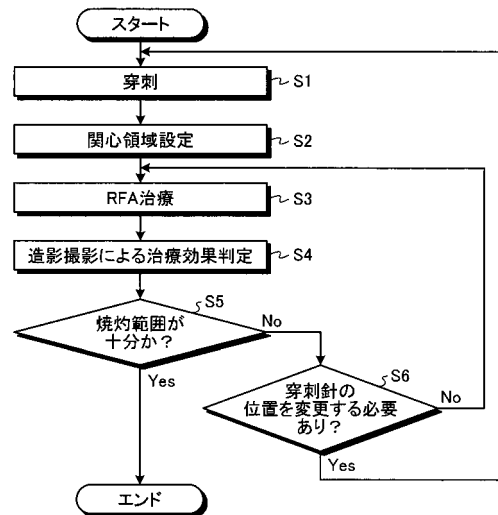 スタート
穿刺
S1
関心領域設定
S2
RFA治療
S3
造影撮影による治療効果判定
S4
焼灼範囲が
十分か？
S5
No
Yes
穿刺針の
位置を変更する必要
あり？
S6
No
Yes
エンド